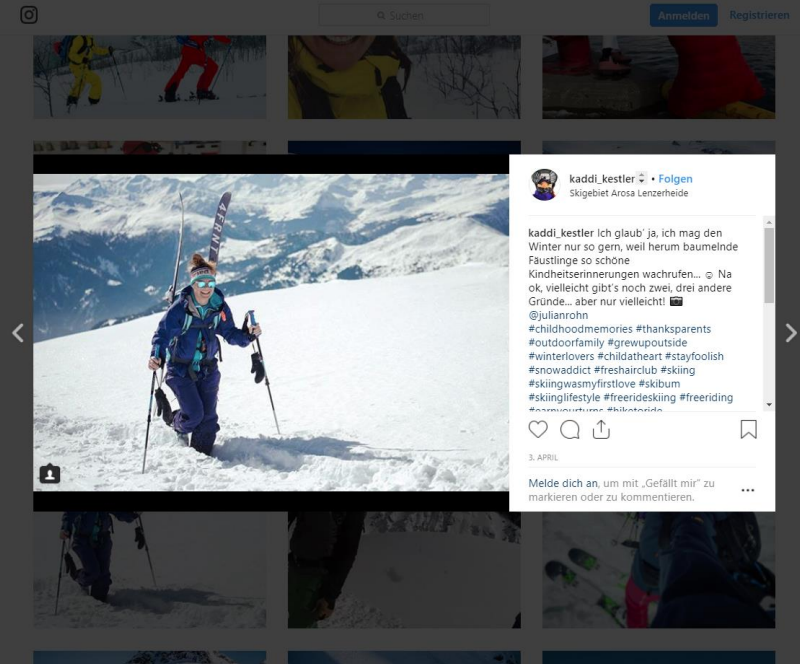 Suchen
Anmelden
Registrieren
4FRNT
kaddi_kestler • Folgen
Skigebiet Arosa Lenzerheide
kaddi_kestler Ich glaub´ ja, ich mag den
Winter nur so gern, weil herum baumelnde
Fäustlinge so schöne
Kindheitserinnerungen wachrufen... ☺ Na
ok, vielleicht gibt´s noch zwei, drei andere
Gründe... aber nur vielleicht! 📷
@julianrohn
#childhoodmemories #thanksparents
#outdoorfamily #grewupoutside
#winterlovers #childatheart #stayfoolish
#snowaddict #freshairclub #skiing
#skiingwasmyfirstlove #skibum
#skiinglifestyle #freerideskiing #freeriding
#earnyourturns #hiketoride
3. APRIL
Melde dich an, um mit „Gefällt mir“ zu
markieren oder zu kommentieren.